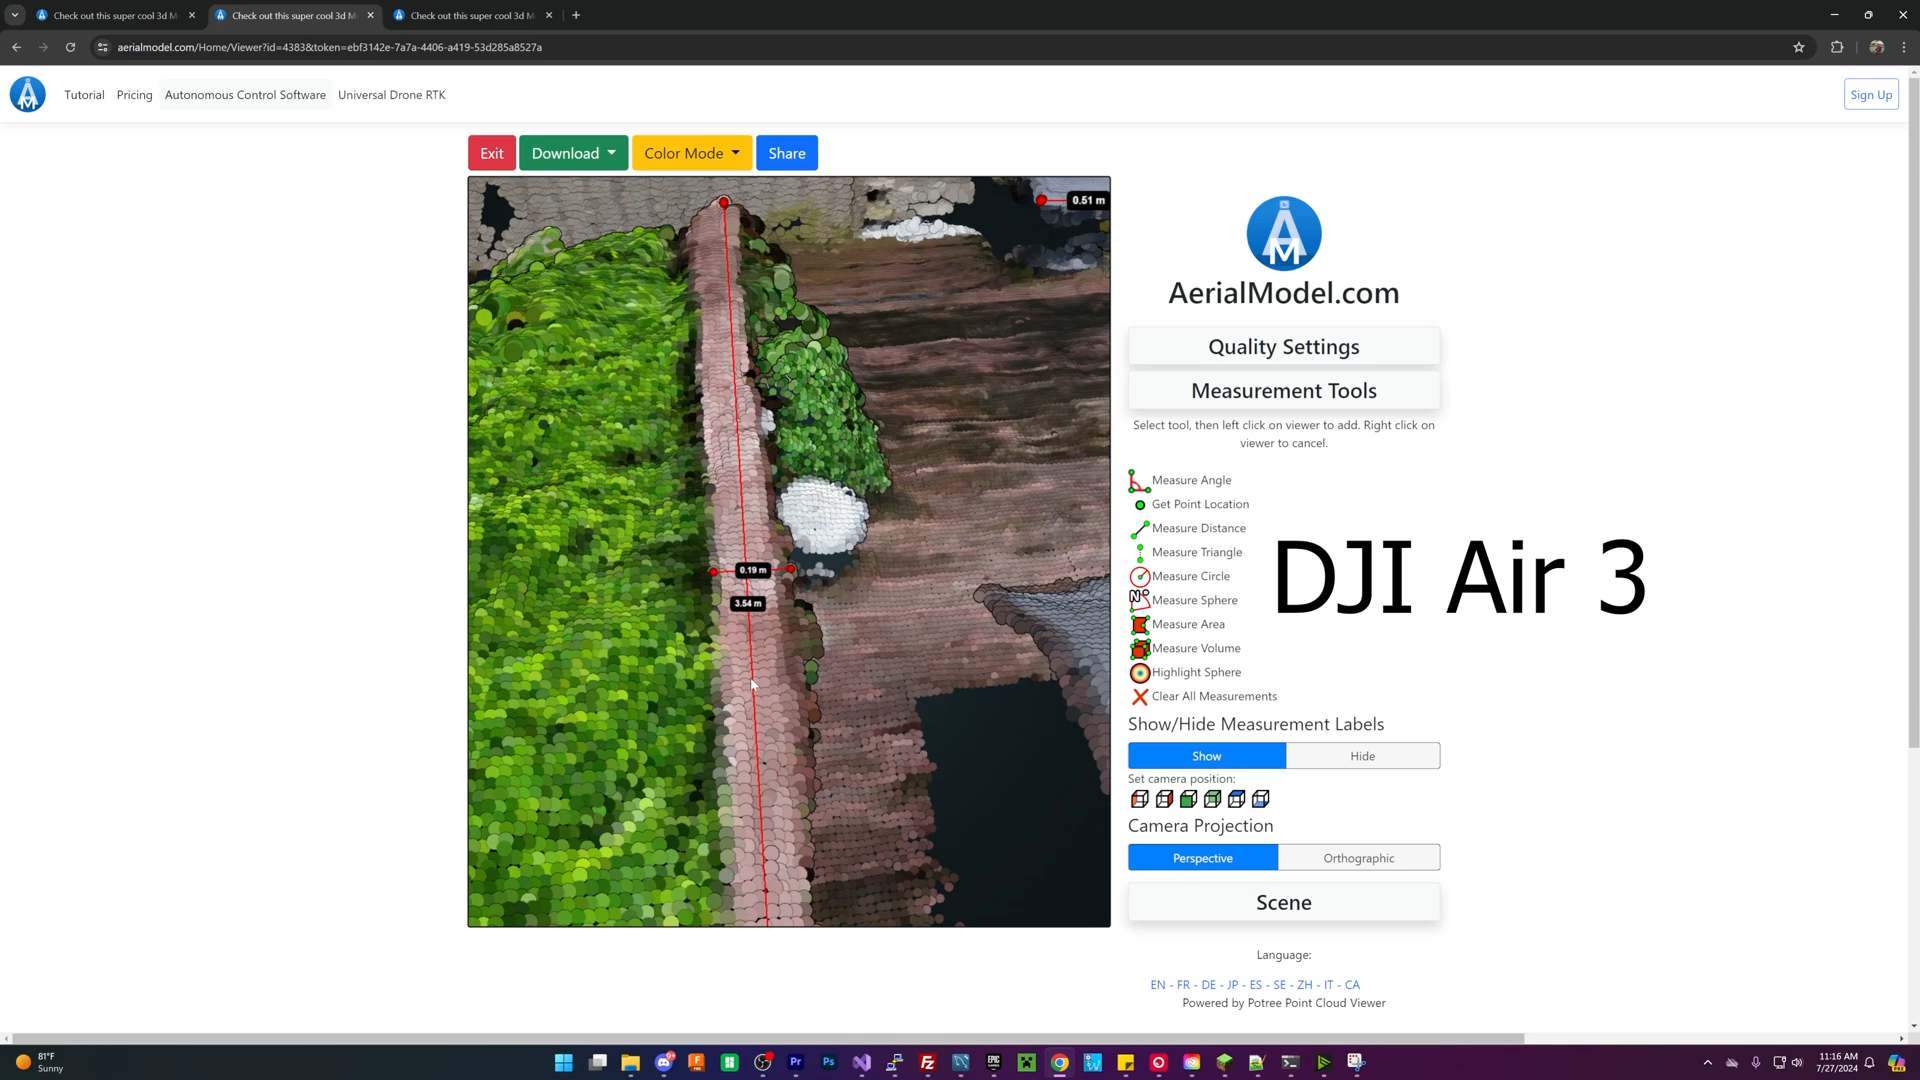 Check out this super cool 3d M
Check out this super cool 3d M
Check out this super cool 3d M
aerialmodel.com/Home/Viewer?id=4383&token=ebf3142e-7a7a-4406-a419-53d285a8527a
Tutorial
Pricing
Autonomous Control Software
Universal Drone RTK
Sign Up
Exit
Download
Color Mode
Share
0.51 m
0.19 m
3.54 m
AerialModel.com
Quality Settings
Measurement Tools
Select tool, then left click on viewer to add. Right click on
viewer to cancel.
Measure Angle
Get Point Location
Measure Distance
Measure Triangle
Measure Circle
Measure Sphere
Measure Area
Measure Volume
Highlight Sphere
Clear All Measurements
DJI Air 3
Show/Hide Measurement Labels
Show
Hide
Set camera position:
Camera Projection
Perspective
Orthographic
Scene
Language:
EN - FR - DE - JP - ES - SE - ZH - IT - CA
Powered by Potree Point Cloud Viewer
81°F
Sunny
11:16 AM
7/27/2024